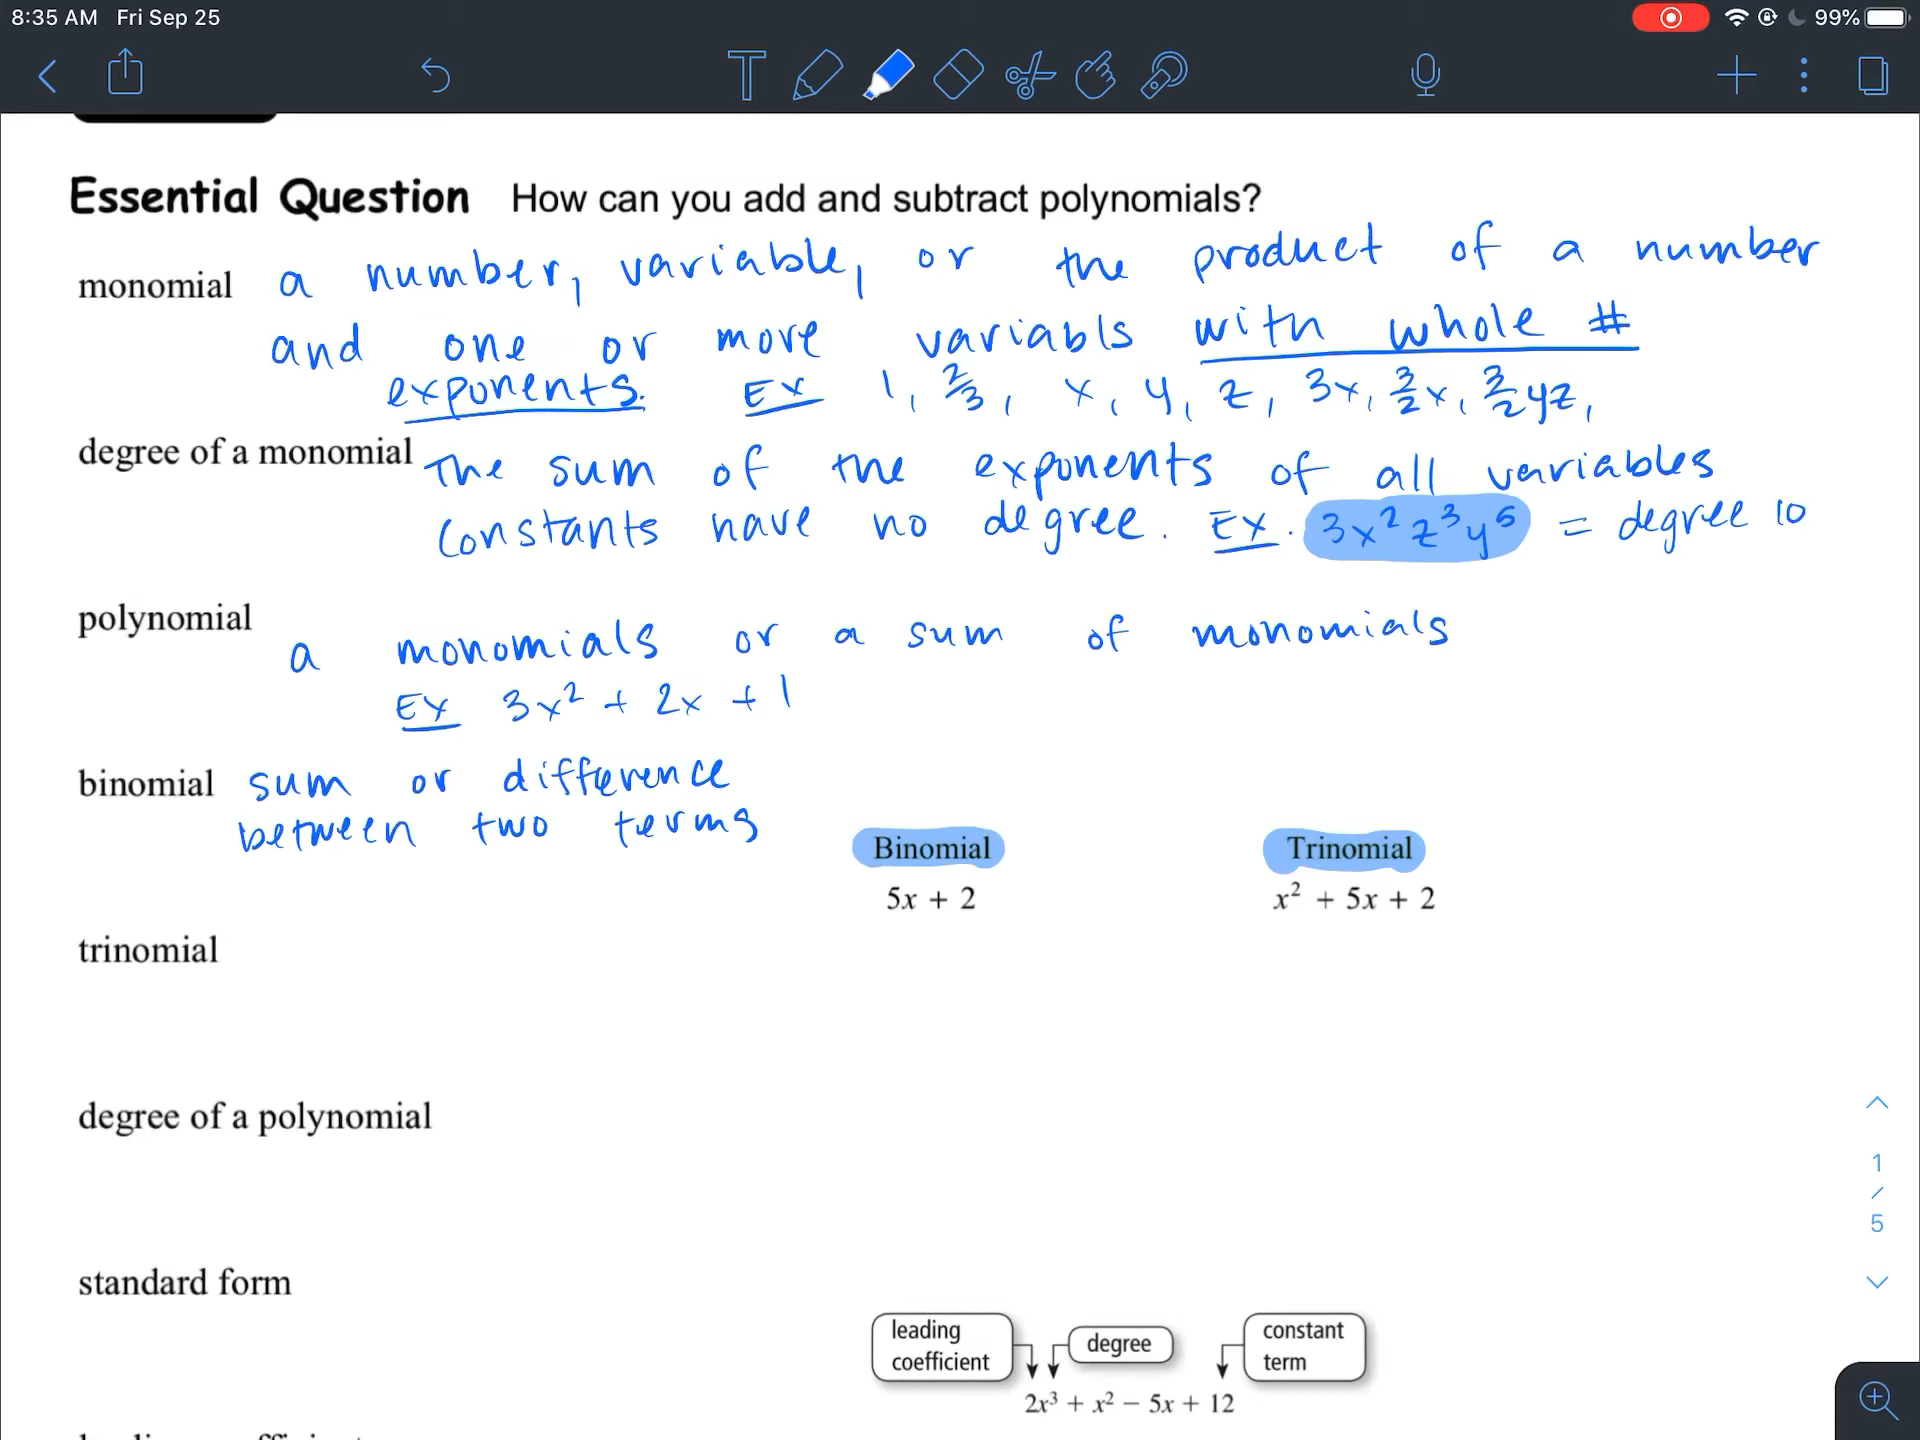 8:35 AM Fri Sep 25 99%
T
Essential Question How can you add and subtract polynomials?
monomial a number, variable, or the product of a number
and one or more variabls with whole #
exponents. Ex 1, 2/3, x, y, z, 3x, 3/2x, 3/2yz,
degree of a monomial The sum of the exponents of all variables
constants have no degree. Ex. 3x²z³y⁵ = degree 10
polynomial a monomials or a sum of monomials
Ex 3x² + 2x + 1
binomial sum or difference
between two terms
Binomial Trinomial
5x + 2 x² + 5x + 2
trinomial
degree of a polynomial
1
/
5
standard form
leading coefficient degree constant term
2x³ + x² − 5x + 12